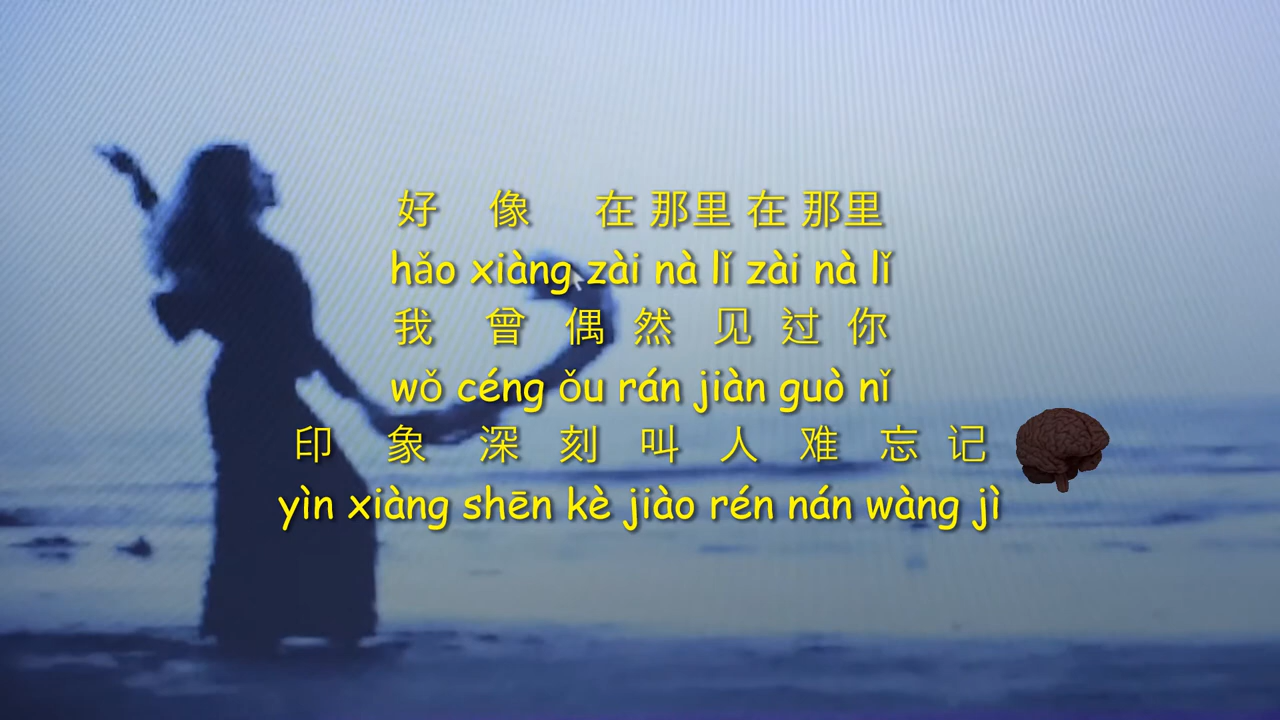 好 像 在 那里 在 那里
hǎo xiàng zài nà lǐ zài nà lǐ
我 曾 偶 然 见 过 你
wǒ céng ǒu rán jiàn guò nǐ
印 象 深 刻 叫 人 难 忘 记
yìn xiàng shēn kè jiào rén nán wàng jì